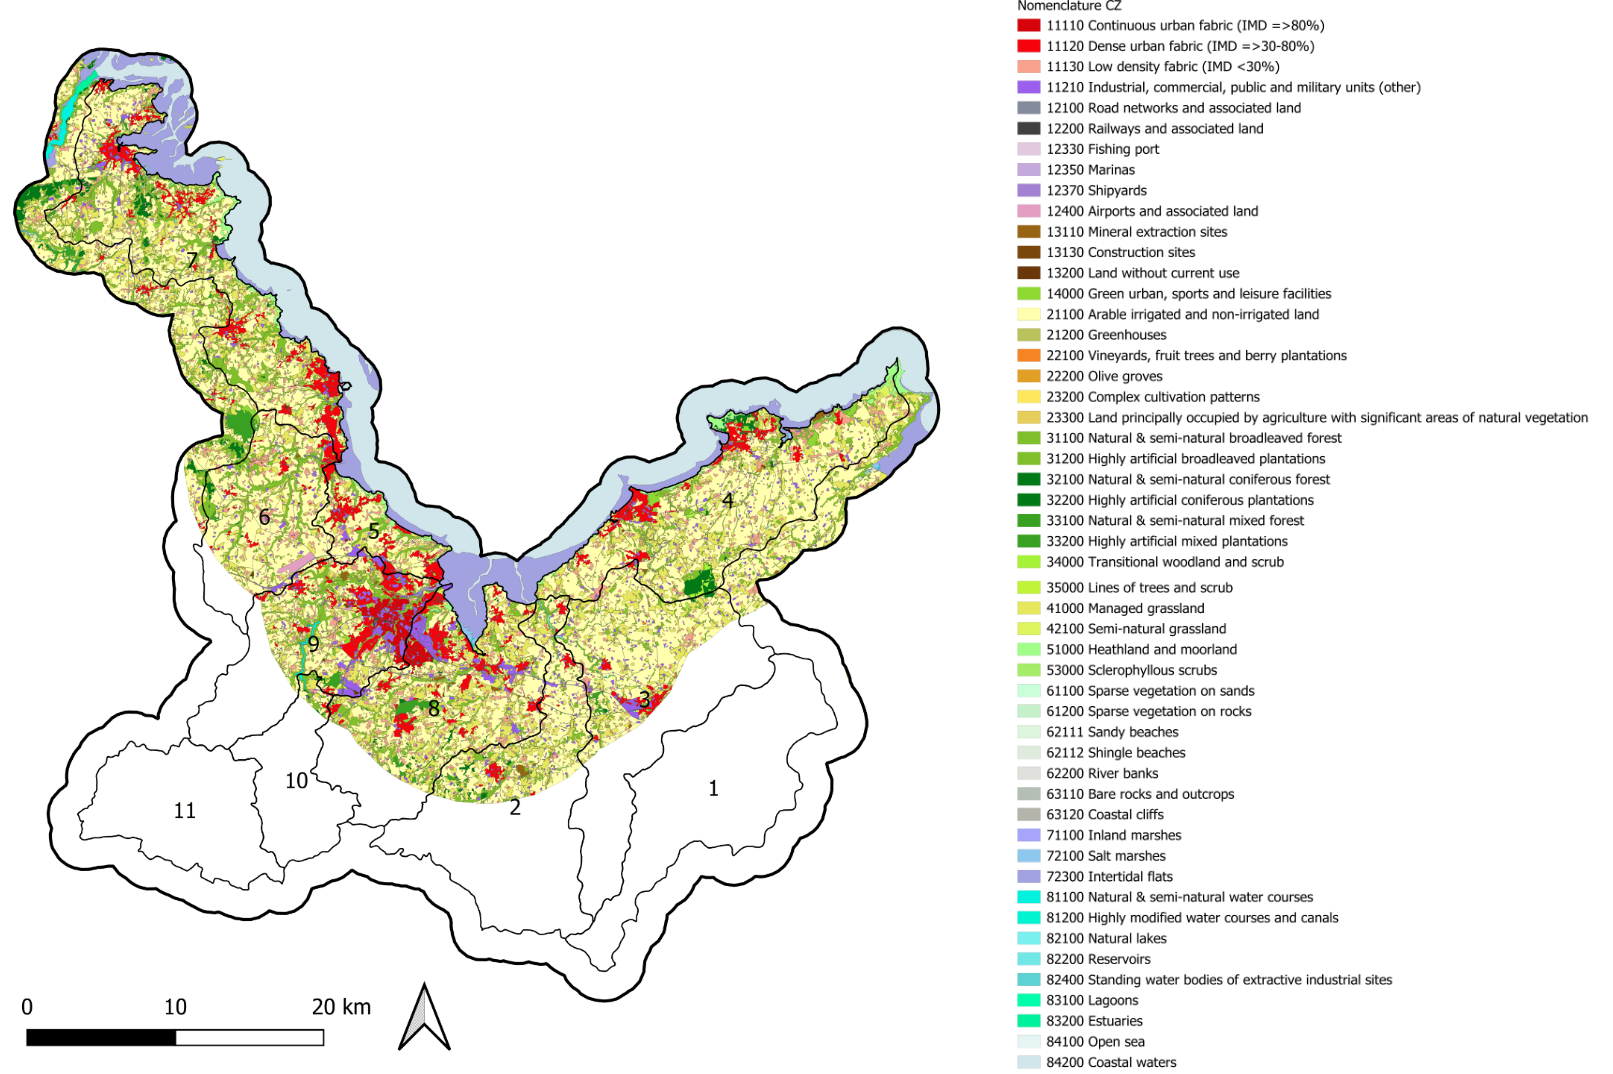 Nomenclature CZ
11110 Continuous urban fabric (IMD =>80%)
11120 Dense urban fabric (IMD =>30-80%)
11130 Low density fabric (IMD <30%)
11210 Industrial, commercial, public and military units (other)
12100 Road networks and associated land
12200 Railways and associated land
12330 Fishing port
12350 Marinas
12370 Shipyards
12400 Airports and associated land
13110 Mineral extraction sites
13130 Construction sites
13200 Land without current use
14000 Green urban, sports and leisure facilities
21100 Arable irrigated and non-irrigated land
21200 Greenhouses
22100 Vineyards, fruit trees and berry plantations
22200 Olive groves
23200 Complex cultivation patterns
23300 Land principally occupied by agriculture with significant areas of natural vegetation
31100 Natural & semi-natural broadleaved forest
31200 Highly artificial broadleaved plantations
32100 Natural & semi-natural coniferous forest
32200 Highly artificial coniferous plantations
33100 Natural & semi-natural mixed forest
33200 Highly artificial mixed plantations
34000 Transitional woodland and scrub
35000 Lines of trees and scrub
41000 Managed grassland
42100 Semi-natural grassland
51000 Heathland and moorland
53000 Sclerophyllous scrubs
61100 Sparse vegetation on sands
61200 Sparse vegetation on rocks
62111 Sandy beaches
62112 Shingle beaches
62200 River banks
63110 Bare rocks and outcrops
63120 Coastal cliffs
71100 Inland marshes
72100 Salt marshes
72300 Intertidal flats
81100 Natural & semi-natural water courses
81200 Highly modified water courses and canals
82100 Natural lakes
82200 Reservoirs
82400 Standing water bodies of extractive industrial sites
83100 Lagoons
83200 Estuaries
84100 Open sea
84200 Coastal waters
7
4
6
5
9
3
8
10
1
2
11
0 10 20 km